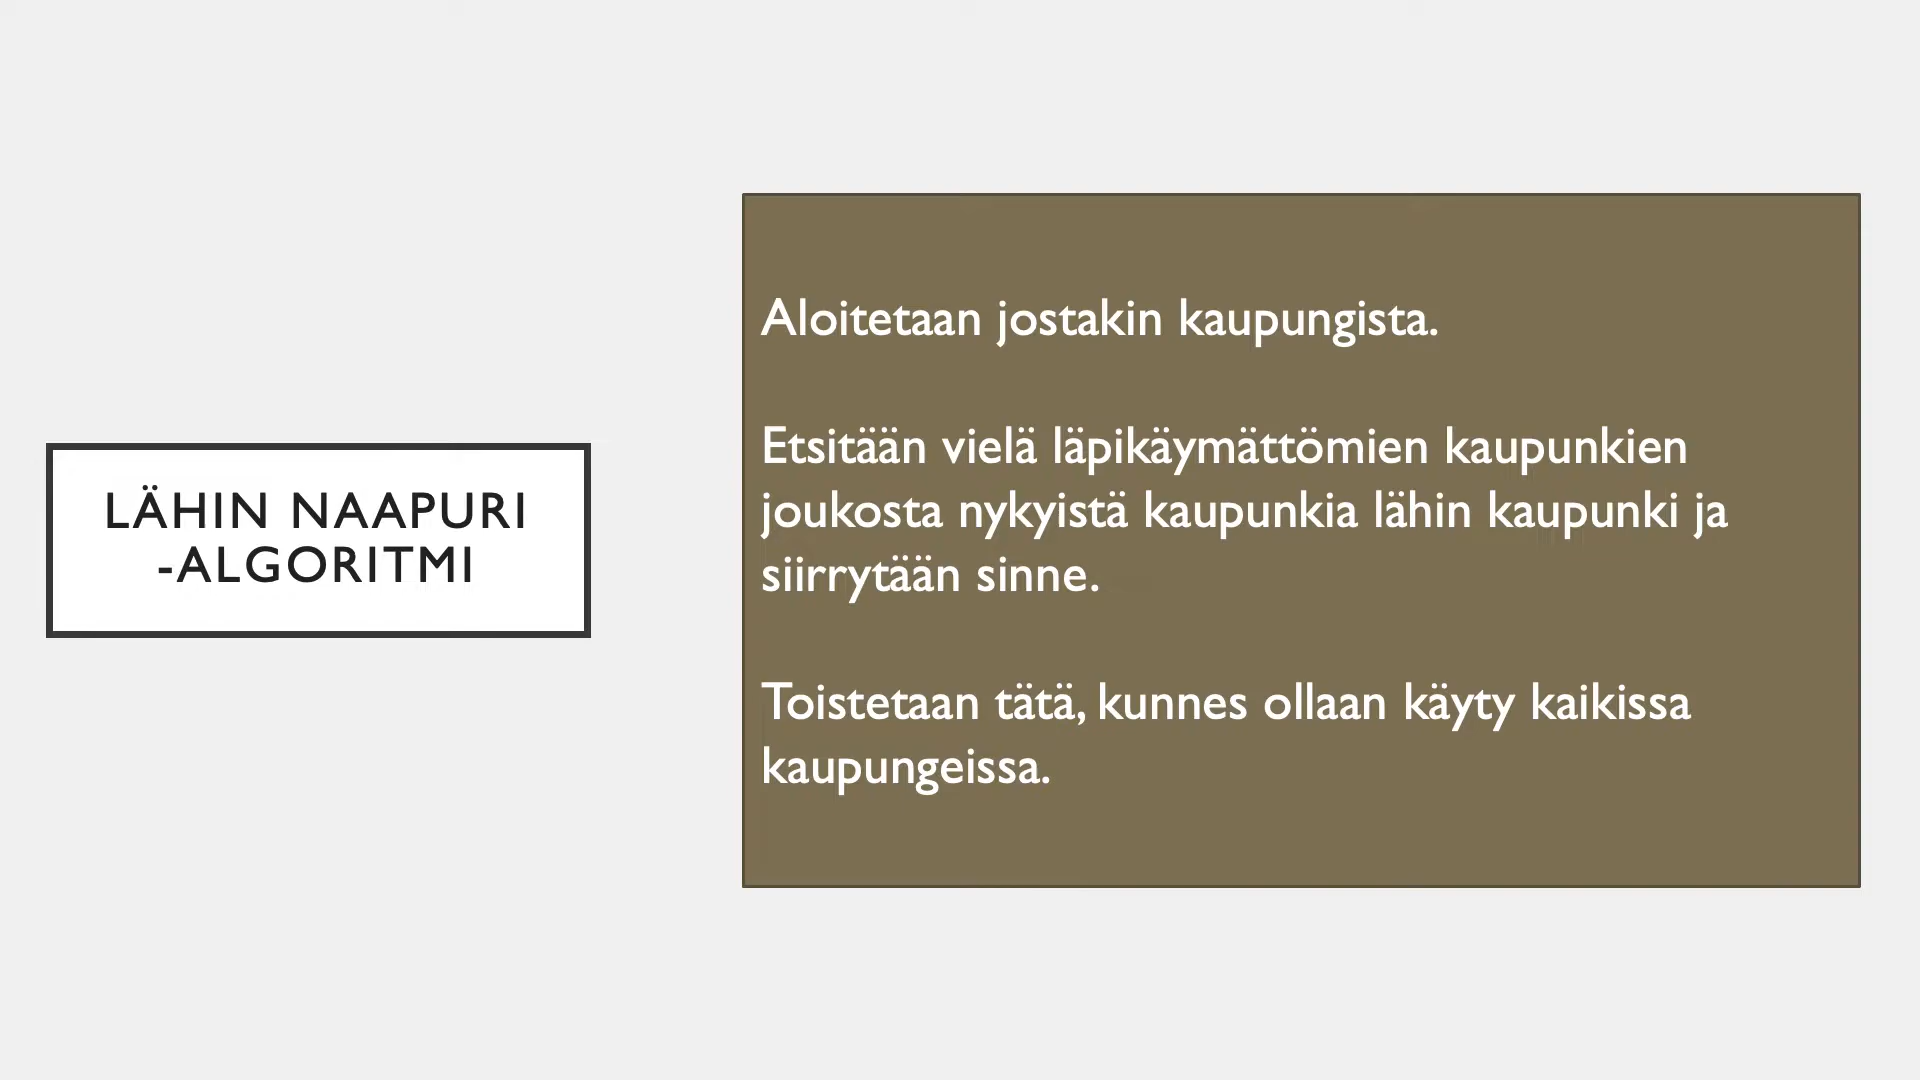 LÄHIN NAAPURI
-ALGORITMI
Aloitetaan jostakin kaupungista.
Etsitään vielä läpikäymättömien kaupunkien
joukosta nykyistä kaupunkia lähin kaupunki ja
siirrytään sinne.
Toistetaan tätä, kunnes ollaan käyty kaikissa
kaupungeissa.